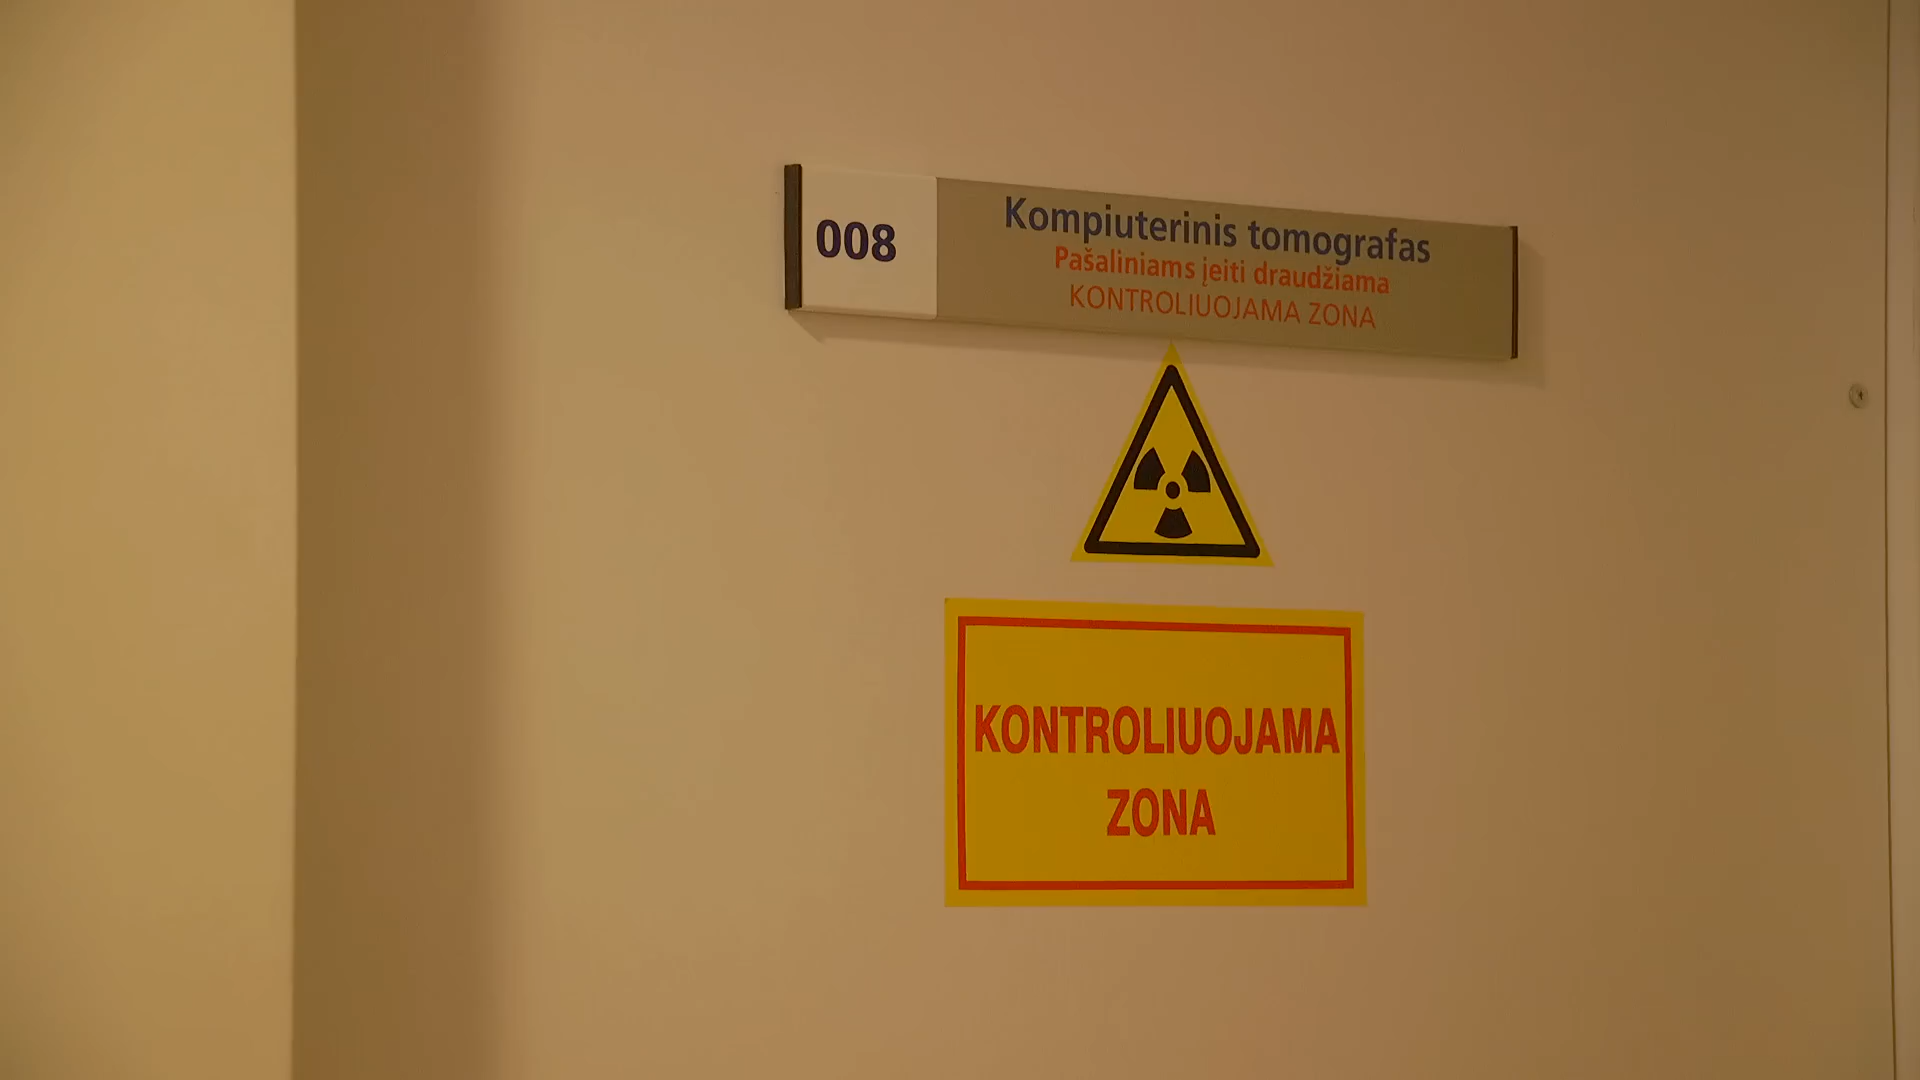 008
Kompiuterinis tomografas
Pašaliniams įeiti draudžiama
KONTROLIUOJAMA ZONA
KONTROLIUOJAMA
ZONA